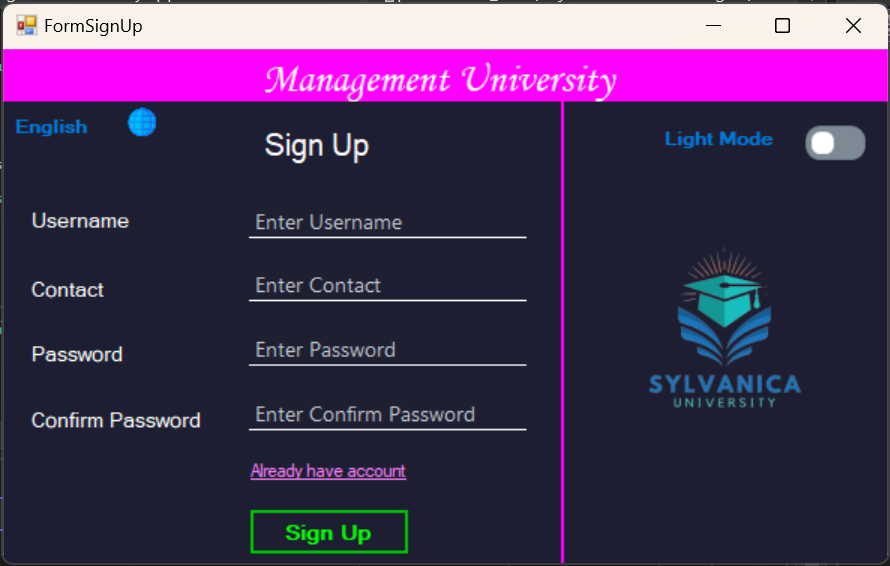 FormSignUp
Management University
English
Sign Up
Light Mode
Username
Enter Username
Contact
Enter Contact
Password
Enter Password
Confirm Password
Enter Confirm Password
Already have account
Sign Up
SYLVANICA
UNIVERSITY